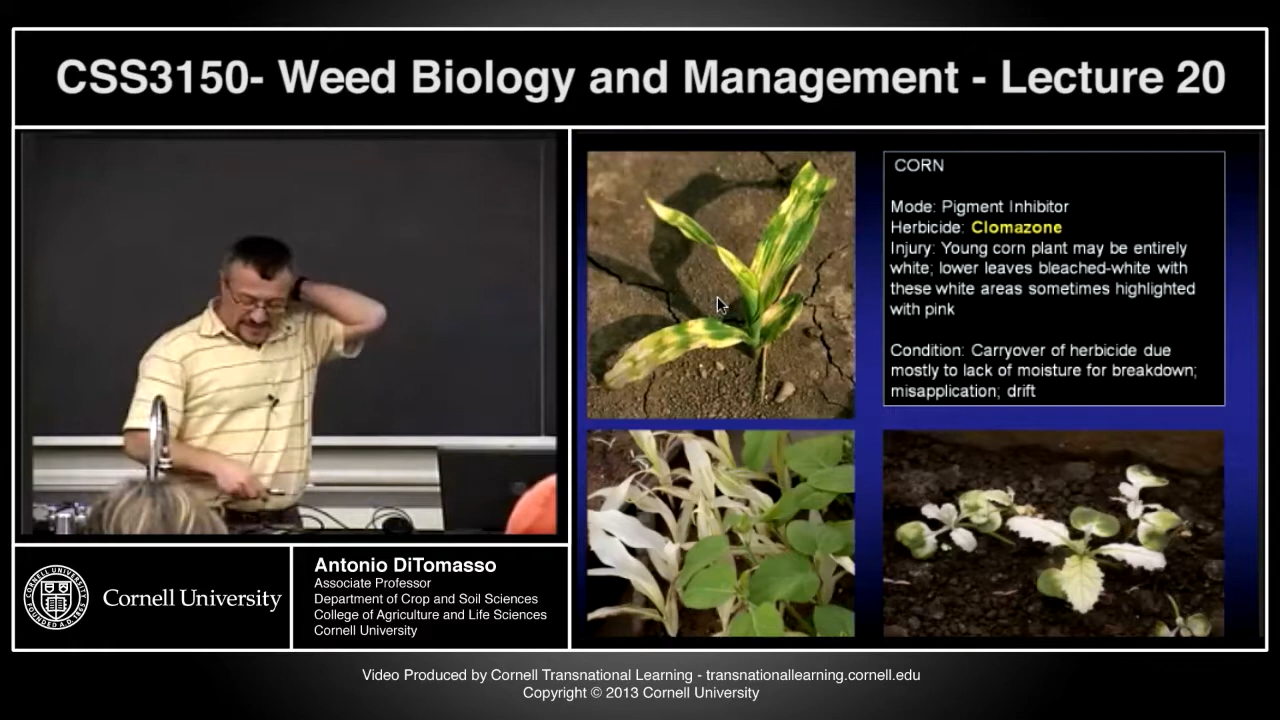 CSS3150- Weed Biology and Management - Lecture 20
CORN
Mode: Pigment Inhibitor
Herbicide: Clomazone
Injury: Young corn plant may be entirely
white; lower leaves bleached-white with
these white areas sometimes highlighted
with pink
Condition: Carryover of herbicide due
mostly to lack of moisture for breakdown;
misapplication; drift
Cornell University
Antonio DiTomasso
Associate Professor
Department of Crop and Soil Sciences
College of Agriculture and Life Sciences
Cornell University
Video Produced by Cornell Transnational Learning - transnationallearning.cornell.edu
Copyright © 2013 Cornell University